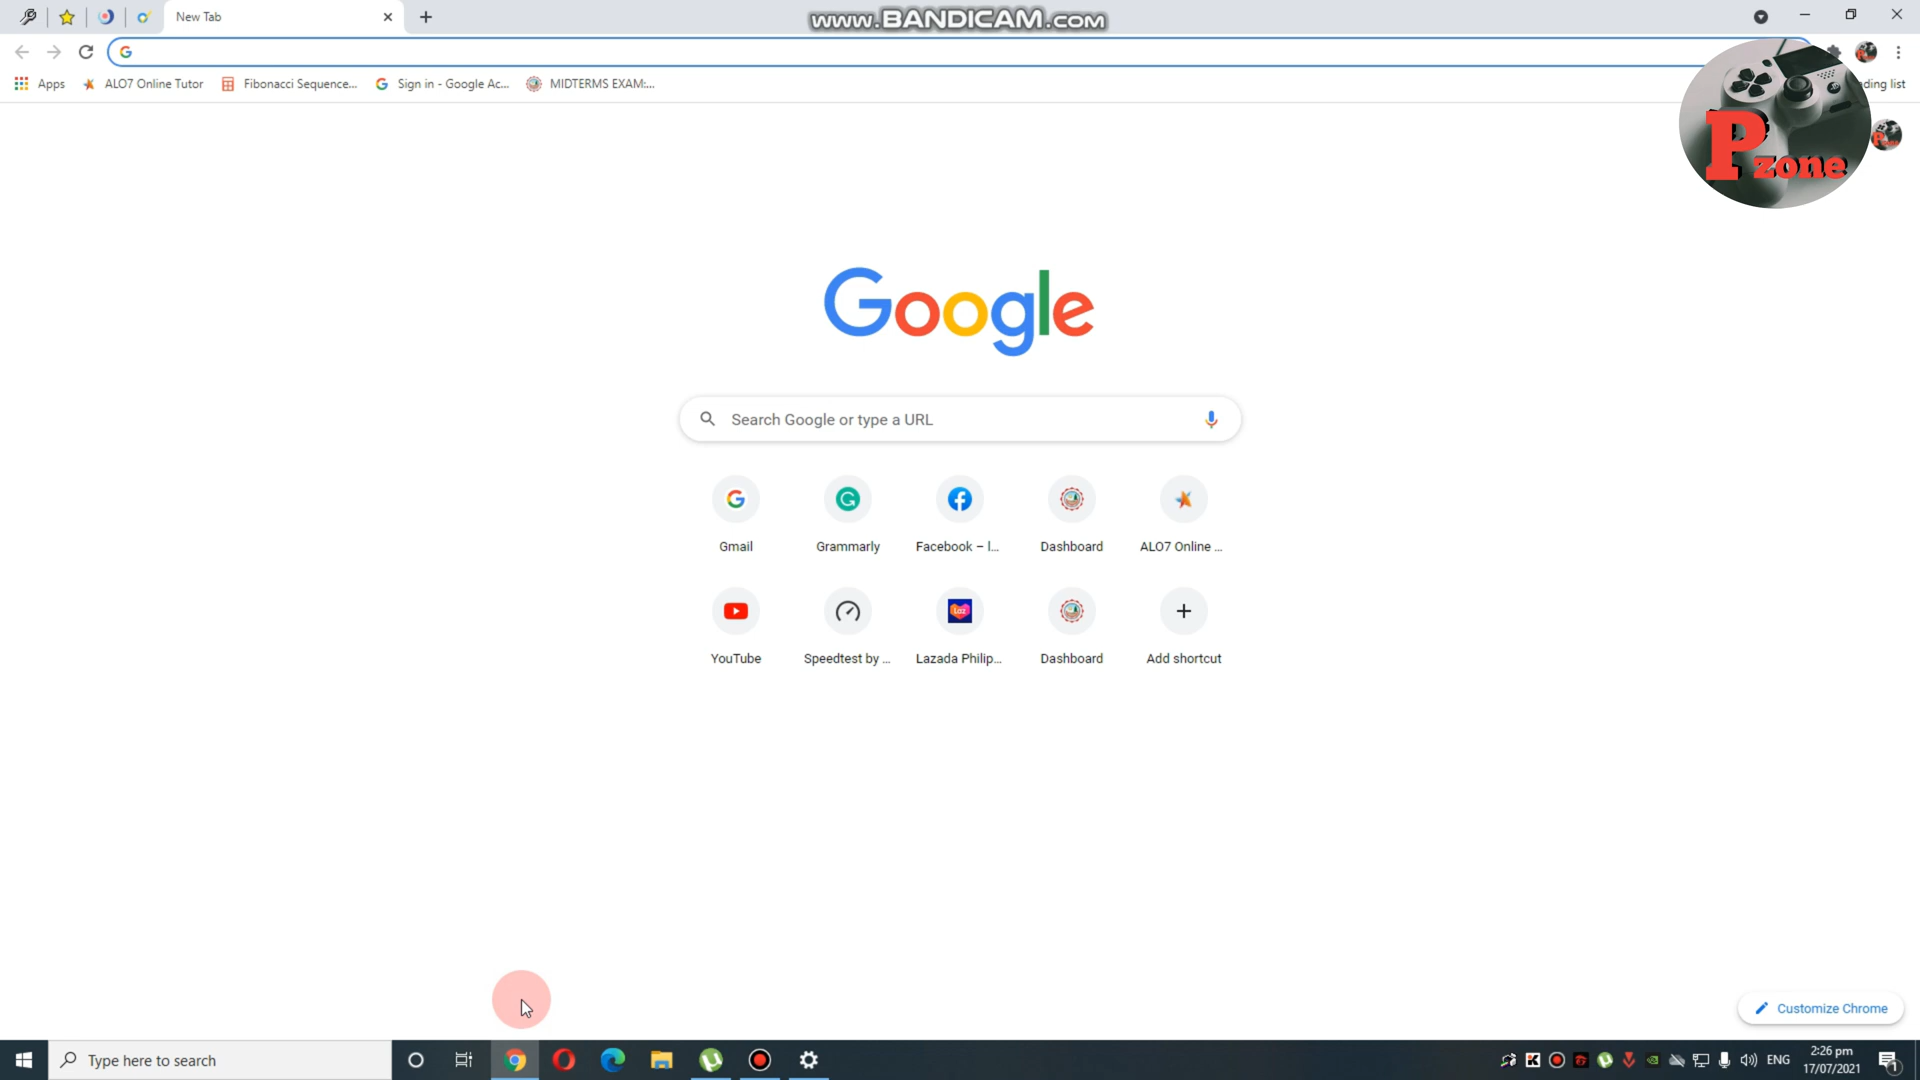 New Tab
www.BANDICAM.com
Apps
ALO7 Online Tutor
Fibonacci Sequence...
Sign in - Google Ac...
MIDTERMS EXAM:...
ding list
P zone
Google
Search Google or type a URL
Gmail
Grammarly
Facebook – l...
Dashboard
ALO7 Online ...
YouTube
Speedtest by ...
Lazada Philip...
Dashboard
Add shortcut
Customize Chrome
Type here to search
ENG
2:26 pm
17/07/2021
1